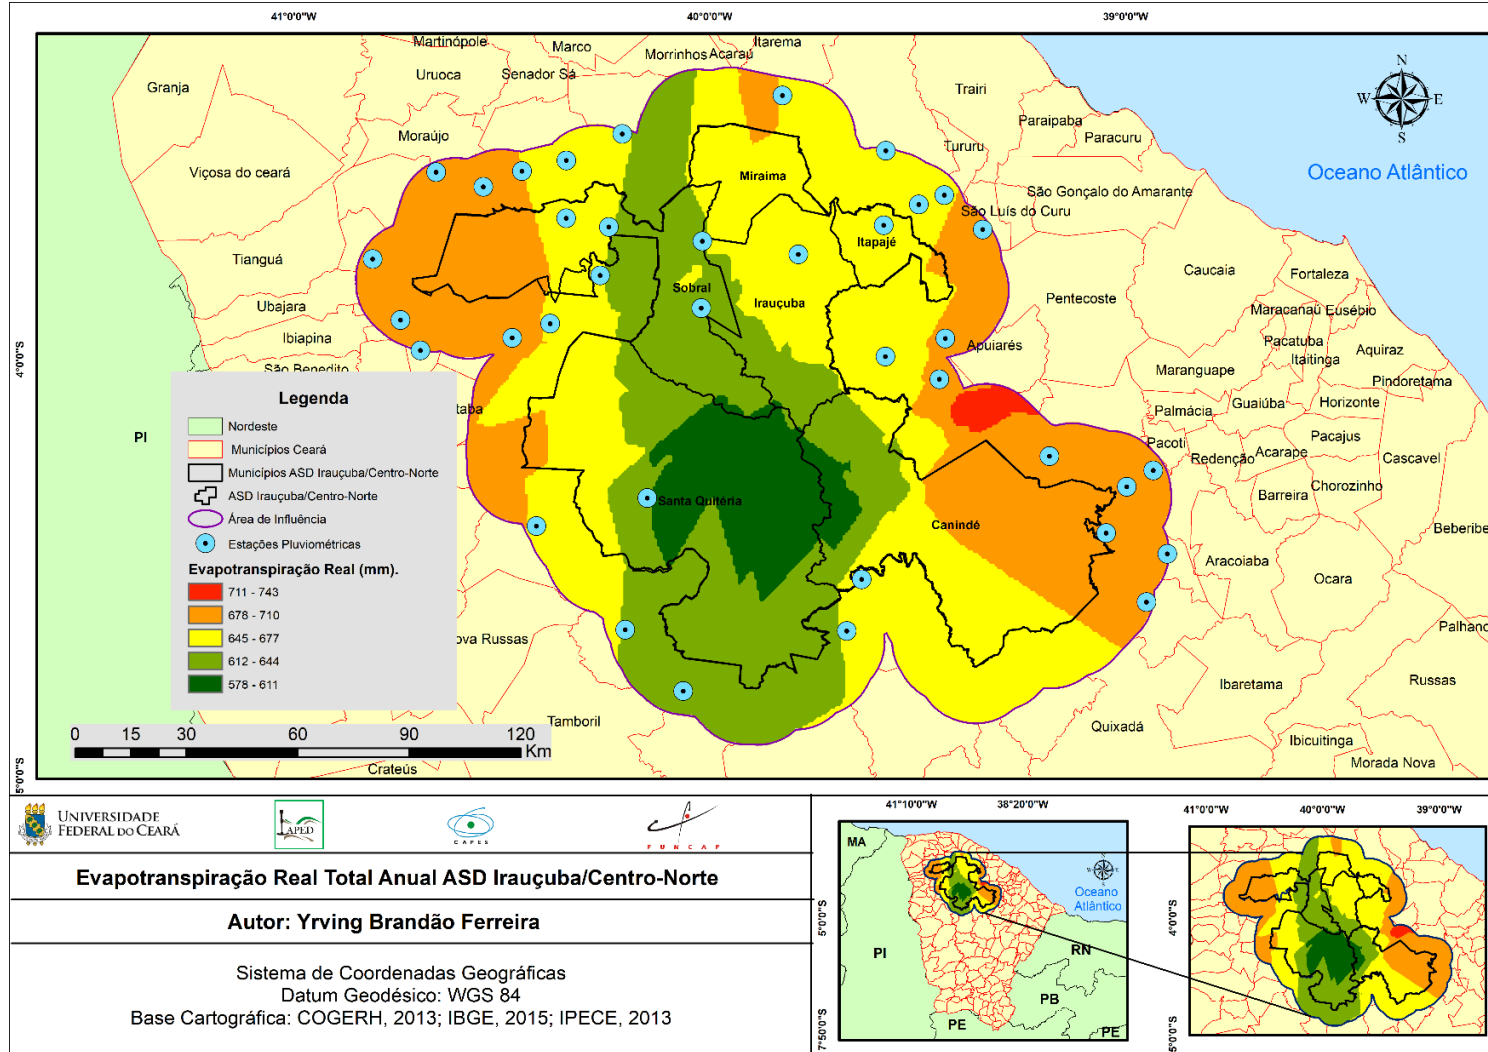 41°0'0"W
40°0'0"W
39°0'0"W
Martinópole
Marco
Itarema
Morrinhos
Acaraú
Granja
Uruoca
Senador Sá
Trairi
N
W
E
S
Moraújo
Paraipaba
Paracuru
Tururu
Viçosa do ceará
Miraima
Oceano Atlântico
São Gonçalo do Amarante
São Luís do Curu
Itapajé
Tianguá
Caucaia
Fortaleza
Sobral
Irauçuba
Pentecoste
Ubajara
Maracanaú
Eusébio
Ibiapina
Apuiarés
Pacatuba
Itaitinga
Aquiraz
4°0'0"S
São Benedito
Maranguape
Pindoretama
Legenda
Guaiúba
Horizonte
Palmácia
Nordeste
PI
Municípios Ceará
Municípios ASD Irauçuba/Centro-Norte
ASD Irauçuba/Centro-Norte
Área de Influência
Estações Pluviométricas
Evapotranspiração Real (mm).
711 - 743
678 - 710
645 - 677
612 - 644
578 - 611
taba
Pacoti
Pacajus
Redenção
Acarape
Cascavel
Chorozinho
Barreira
Santa Quitéria
Canindé
Beberibe
Aracoiaba
Ocara
ova Russas
Palhano
Ibaretama
Russas
Tamboril
Quixadá
Ibicuitinga
Morada Nova
Crateús
0 15 30 60 90 120
Km
5°0'0"S
UNIVERSIDADE
FEDERAL DO CEARÁ
LAPED
CAPES
FUNCAP
Evapotranspiração Real Total Anual ASD Irauçuba/Centro-Norte
Autor: Yrving Brandão Ferreira
Sistema de Coordenadas Geográficas
Datum Geodésico: WGS 84
Base Cartográfica: COGERH, 2013; IBGE, 2015; IPECE, 2013
41°10'0"W
38°20'0"W
MA
Oceano
Atlântico
5°0'0"S
PI
RN
PB
PE
PE
7°50'0"S
41°0'0"W
40°0'0"W
39°0'0"W
4°0'0"S
5°0'0"S